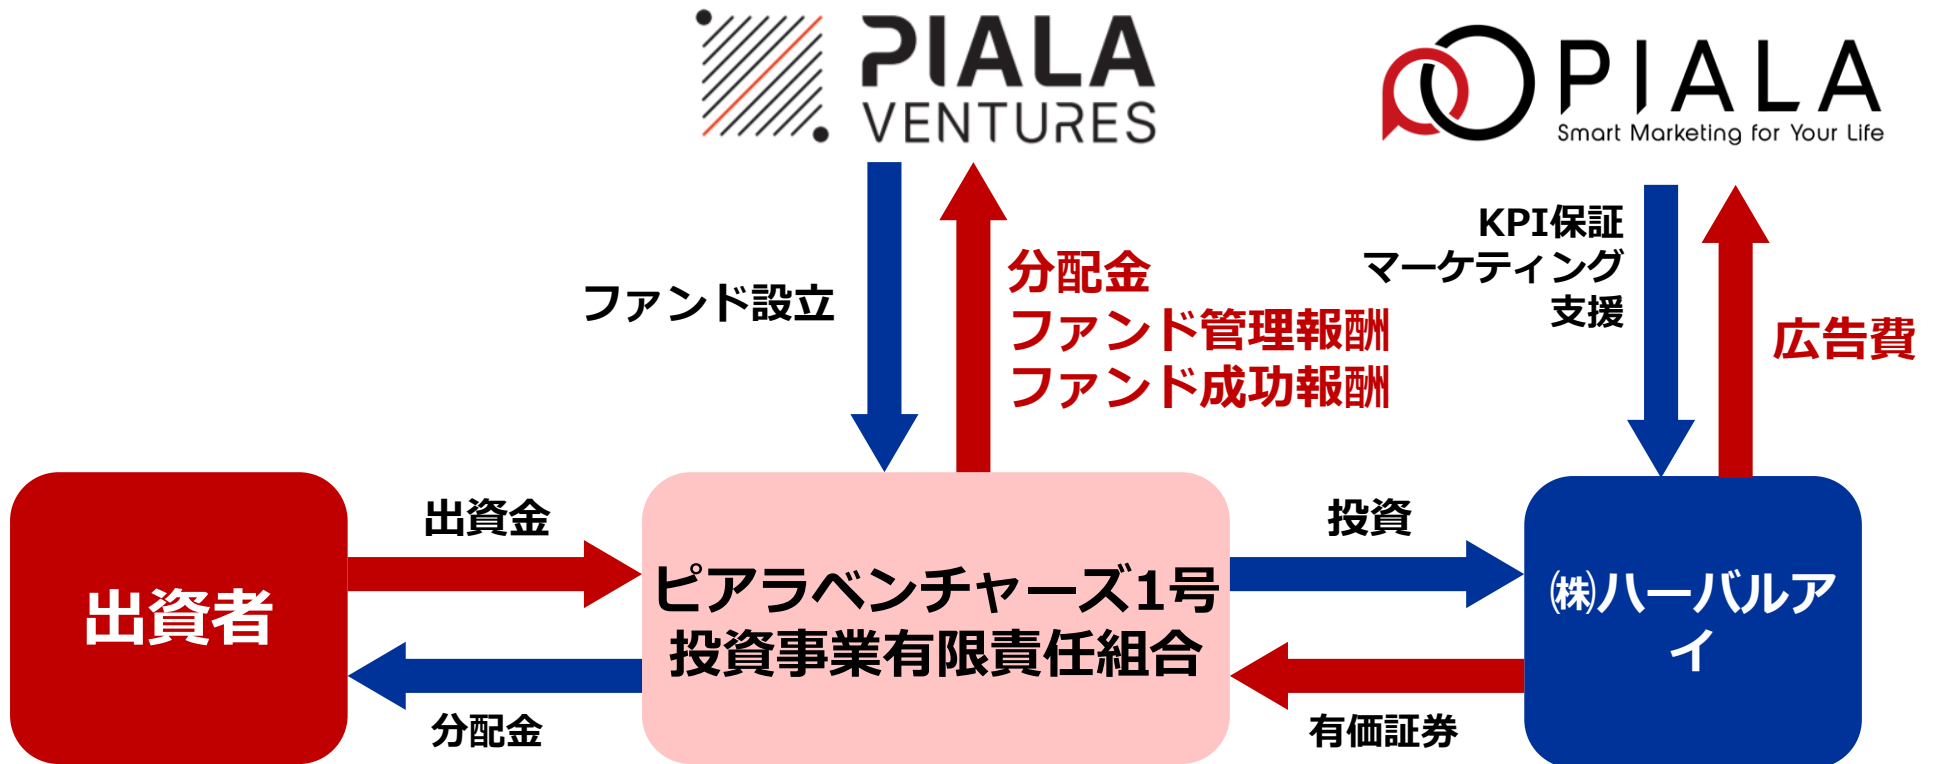 PIALA
VENTURES
PIALA
Smart Marketing for Your Life
ファンド設立
分配金
ファンド管理報酬
ファンド成功報酬
KPI保証
マーケティング
支援
広告費
出資者
出資金
分配金
ピアラベンチャーズ1号
投資事業有限責任組合
投資
有価証券
㈱ハーバルア
イ